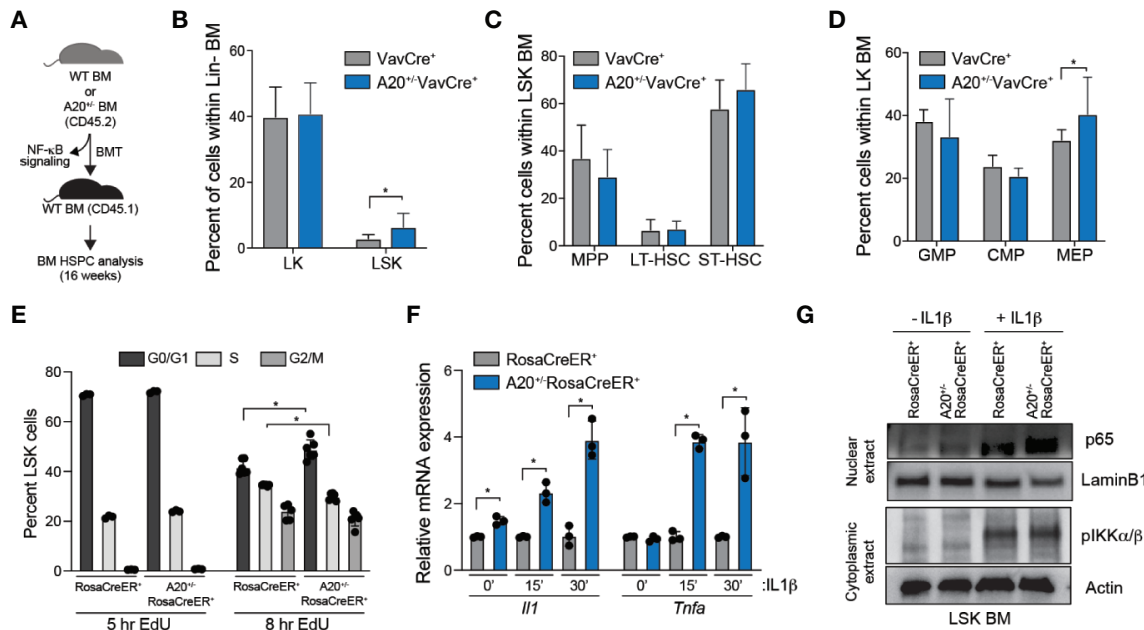 A
WT BM
or
A20+/- BM
(CD45.2)
NF-κB
signaling
BMT
WT BM (CD45.1)
BM HSPC analysis
(16 weeks)
B
Percent of cells within Lin- BM
60
40
20
0
VavCre+
A20+/-VavCre+
*
LK
LSK
C
Percent cells within LSK BM
80
60
40
20
0
VavCre+
A20+/-VavCre+
MPP
LT-HSC
ST-HSC
D
Percent cells within LK BM
80
60
40
20
0
VavCre+
A20+/-VavCre+
*
GMP
CMP
MEP
E
G0/G1
S
G2/M
Percent LSK cells
80
60
40
20
0
*
*
RosaCreER+
A20+/-
RosaCreER+
RosaCreER+
A20+/-
RosaCreER+
5 hr EdU
8 hr EdU
F
RosaCreER+
A20+/-RosaCreER+
Relative mRNA expression
6
4
2
0
*
*
*
*
*
0' 15' 30' 0' 15' 30' :IL1β
Il1
Tnfa
G
- IL1β
+ IL1β
RosaCreER+
A20+/-
RosaCreER+
RosaCreER+
A20+/-
RosaCreER+
Nuclear
extract
p65
LaminB1
Cytoplasmic
extract
pIKKα/β
Actin
LSK BM